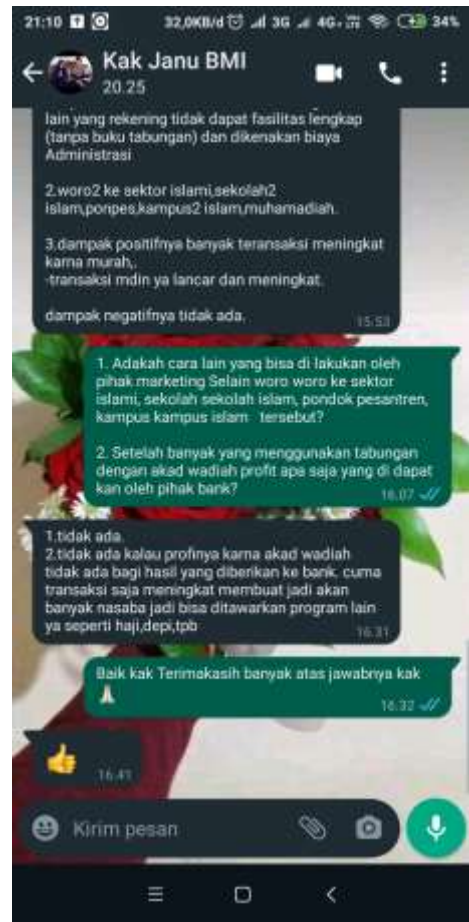 21:10
32,0KB/d 3G 4G+ 34%
Kak Janu BMI
20.25
lain yang rekening tidak dapat fasilitas lengkap
(tanpa buku tabungan) dan dikenakan biaya
Administrasi
2.woro2 ke sektor islami,sekolah2
islam,ponpes,kampus2 islam,muhamadiah.
3.dampak positifnya banyak teransaksi meningkat
karna murah,.
-transaksi mdin ya lancar dan meningkat.
dampak negatifnya tidak ada.
15.53
1. Adakah cara lain yang bisa di lakukan oleh
pihak marketing Selain woro woro ke sektor
islami, sekolah sekolah islam, pondok pesantren,
kampus kampus islam tersebut?
2. Setelah banyak yang menggunakan tabungan
dengan akad wadiah profit apa saja yang di dapat
kan oleh pihak bank?
16.07
1.tidak ada.
2.tidak ada kalau profinya karna akad wadiah
tidak ada bagi hasil yang diberikan ke bank. cuma
transaksi saja meningkat membuat jadi akan
banyak nasaba jadi bisa ditawarkan program lain
ya seperti haji,depi,tpb
16.31
Baik kak Terimakasih banyak atas jawabnya kak
16.32
16.41
Kirim pesan